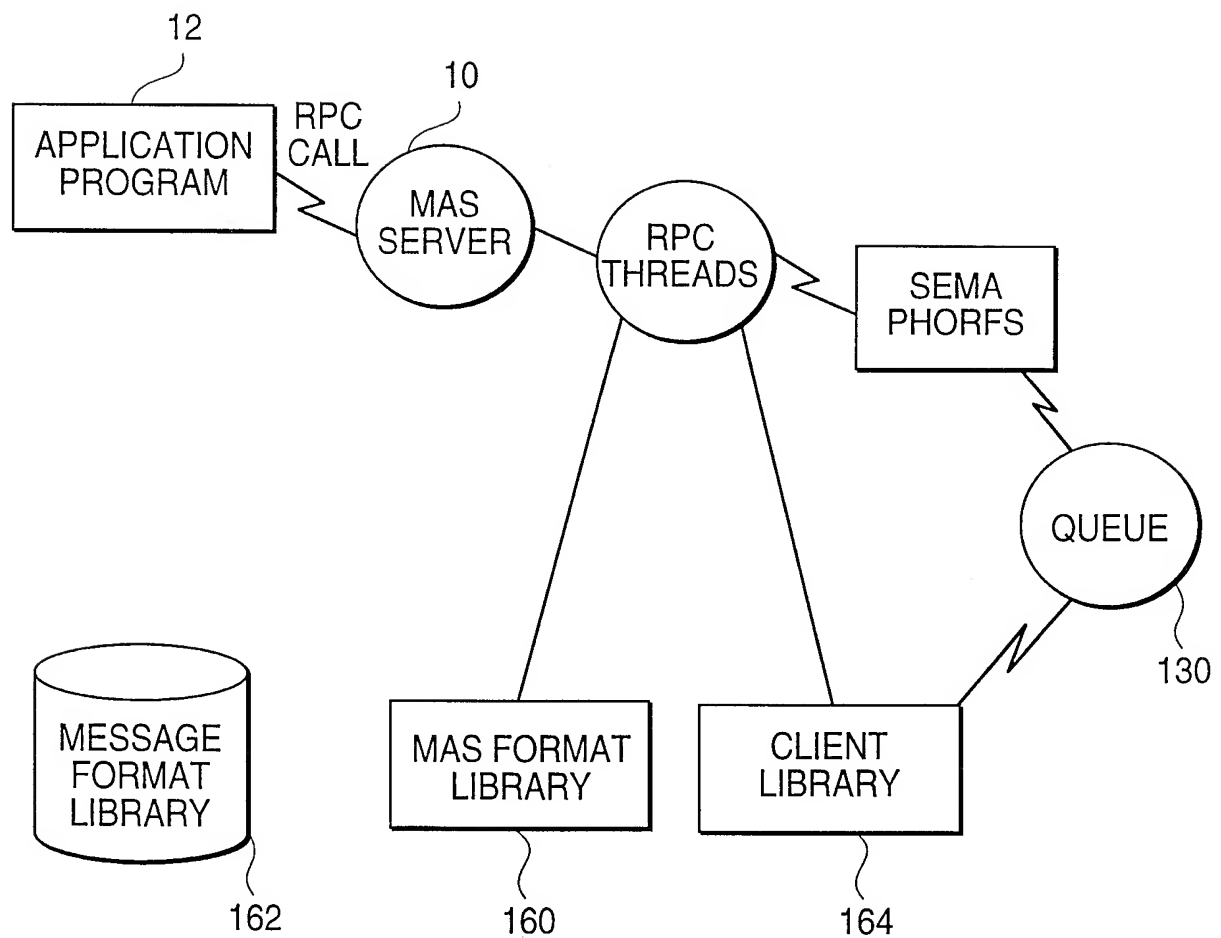 12
APPLICATION
PROGRAM
RPC
CALL
10
MAS
SERVER
RPC
THREADS
SEMA
PHORFS
QUEUE
130
MESSAGE
FORMAT
LIBRARY
162
MAS FORMAT
LIBRARY
160
CLIENT
LIBRARY
164